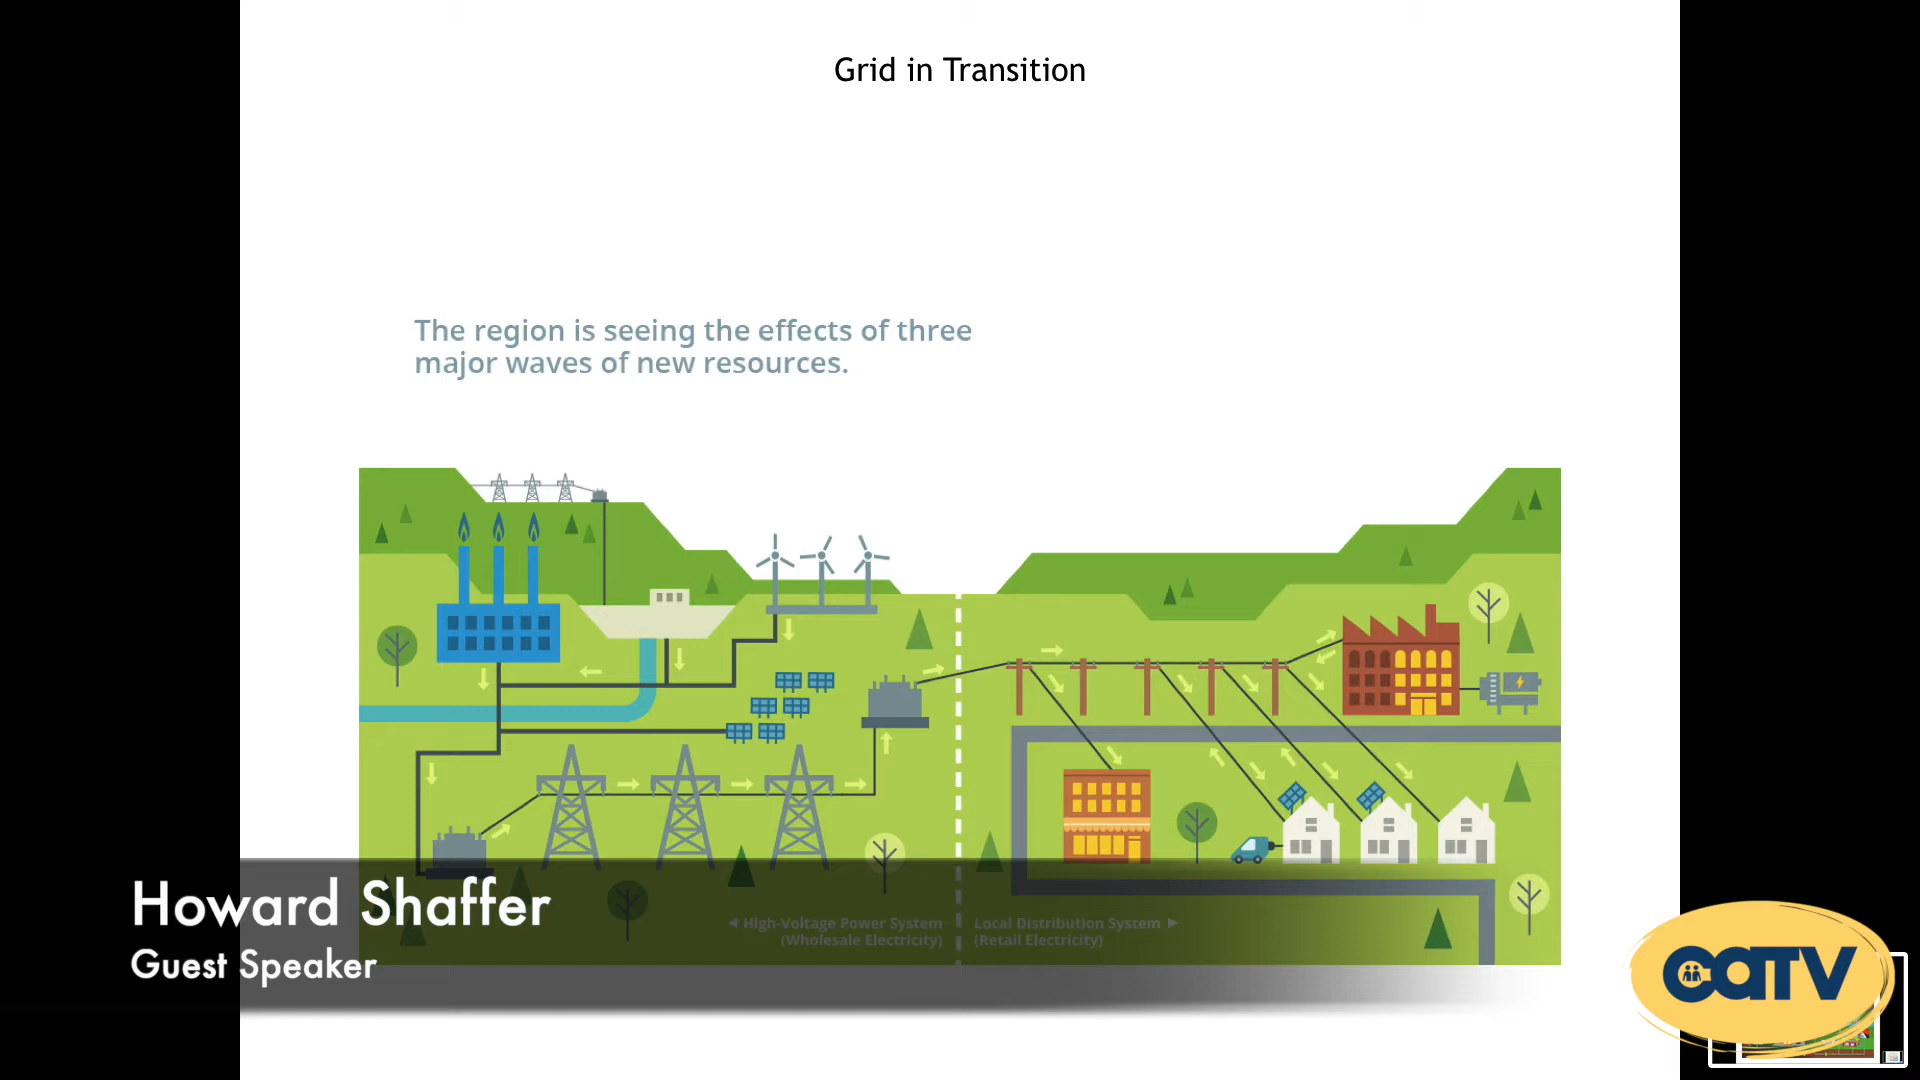 Grid in Transition
The region is seeing the effects of three
major waves of new resources.
◄ High-Voltage Power System
(Wholesale Electricity)
Local Distribution System ►
(Retail Electricity)
Howard Shaffer
Guest Speaker
CATV